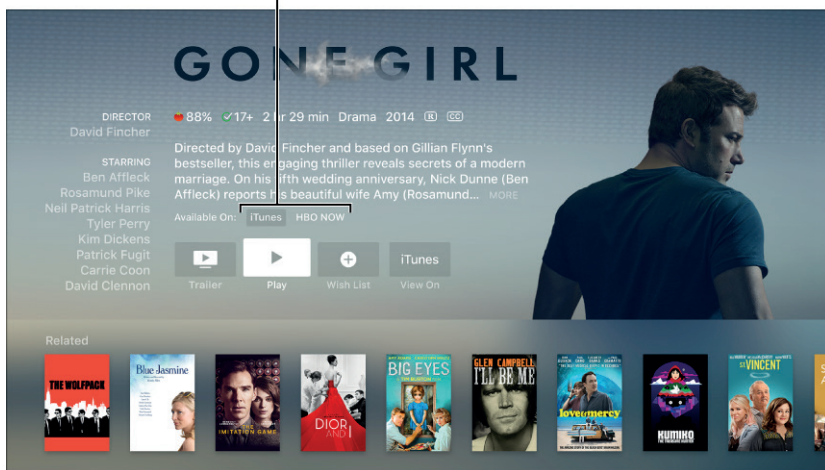 GONE GIRL
DIRECTOR
David Fincher
STARRING
Ben Affleck
Rosamund Pike
Neil Patrick Harris
Tyler Perry
Kim Dickens
Patrick Fugit
Carrie Coon
David Clennon
88% 17+ 2 hr 29 min Drama 2014 R CC
Directed by David Fincher and based on Gillian Flynn's
bestseller, this engaging thriller reveals secrets of a modern
marriage. On his fifth wedding anniversary, Nick Dunne (Ben
Affleck) reports his beautiful wife Amy (Rosamund... MORE
Available On: iTunes HBO NOW
iTunes
Trailer Play Wish List View On
Related
THE WOLFPACK
Blue Jasmine
THE IMITATION GAME
DIOR
AND I
BIG EYES
TIM BURTON
GLEN CAMPBELL
I'LL BE ME
love&mercy
KUMIKO
ST. VINCENT